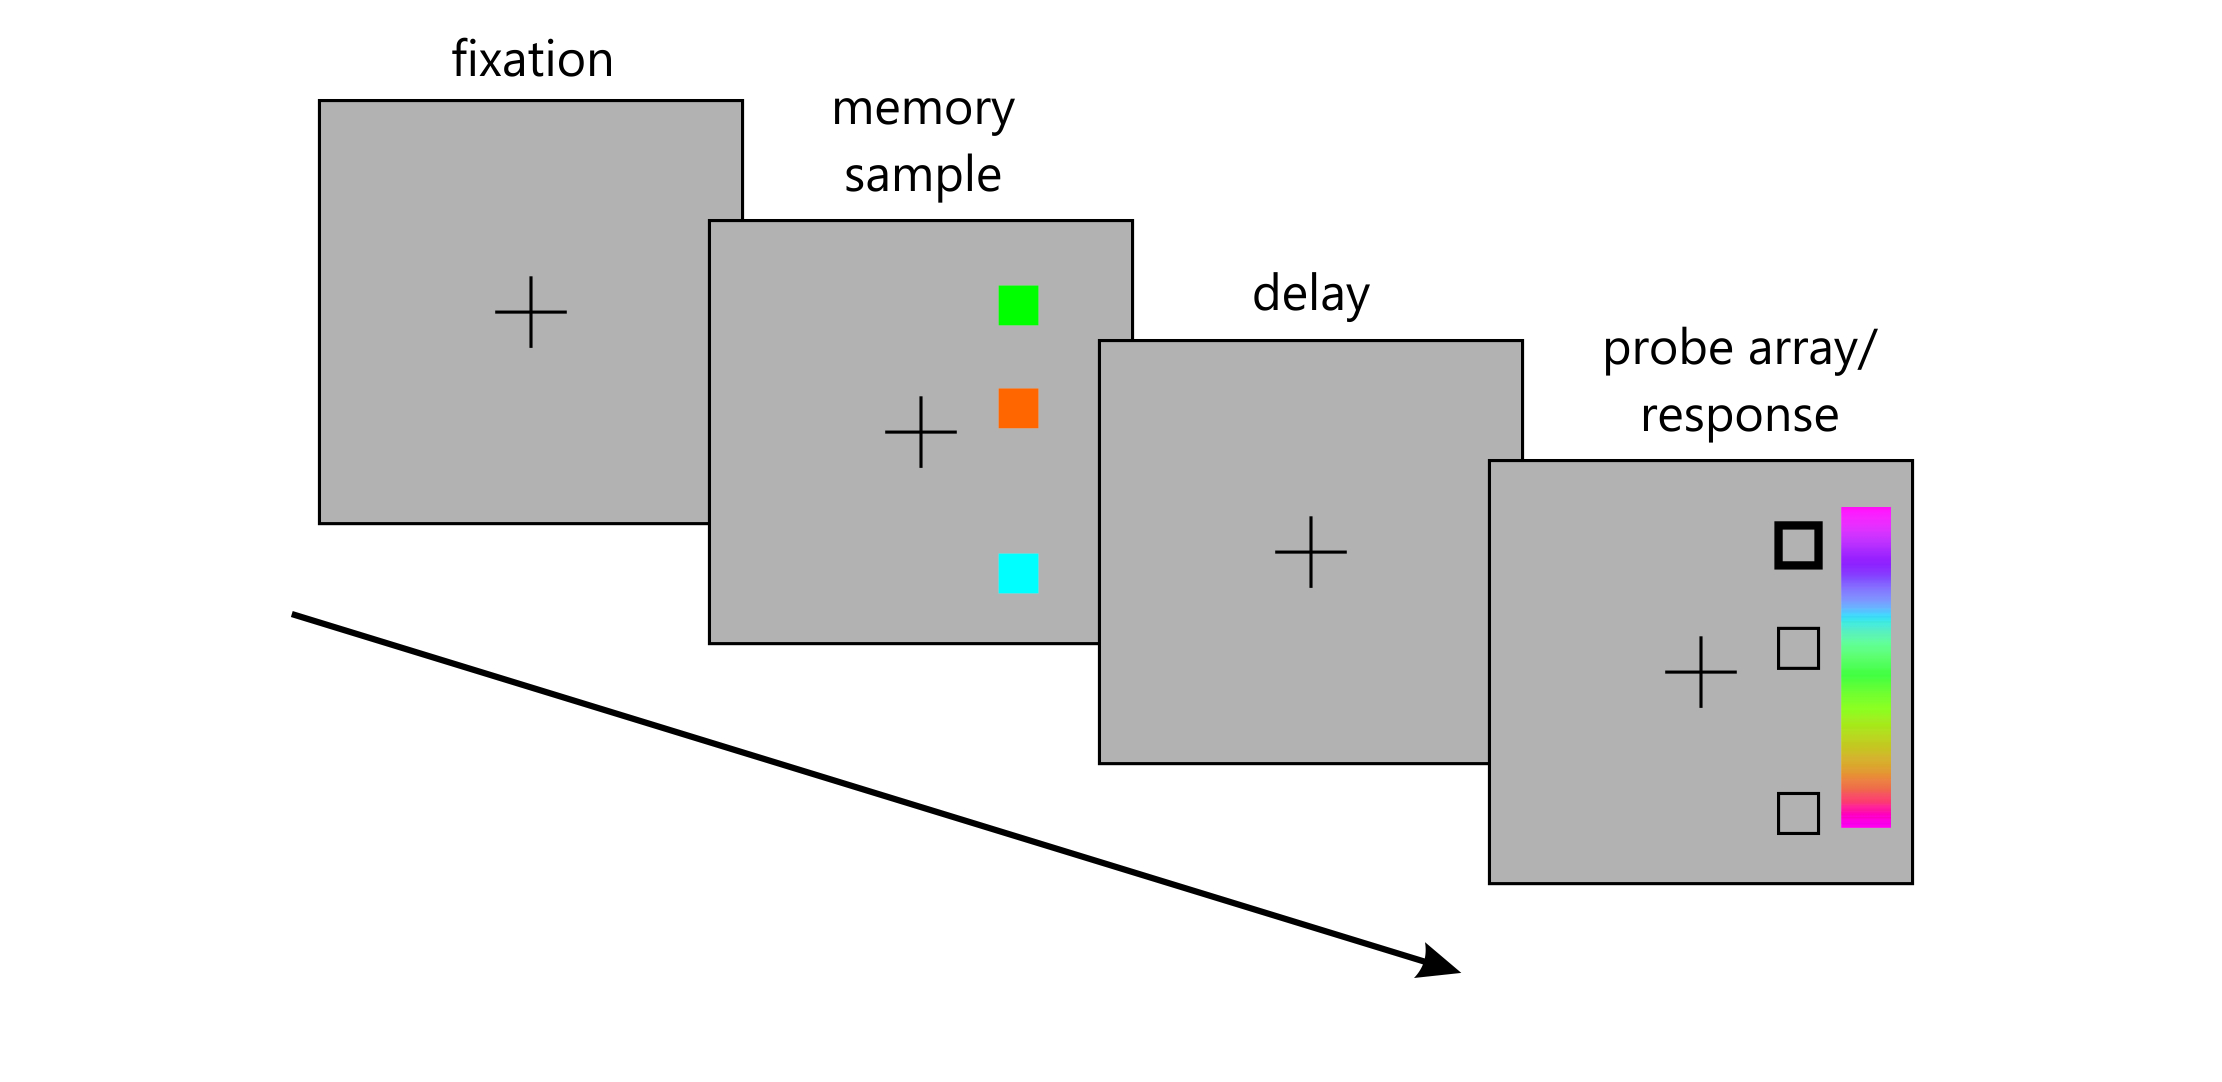 fixation
memory
sample
delay
probe array/
response